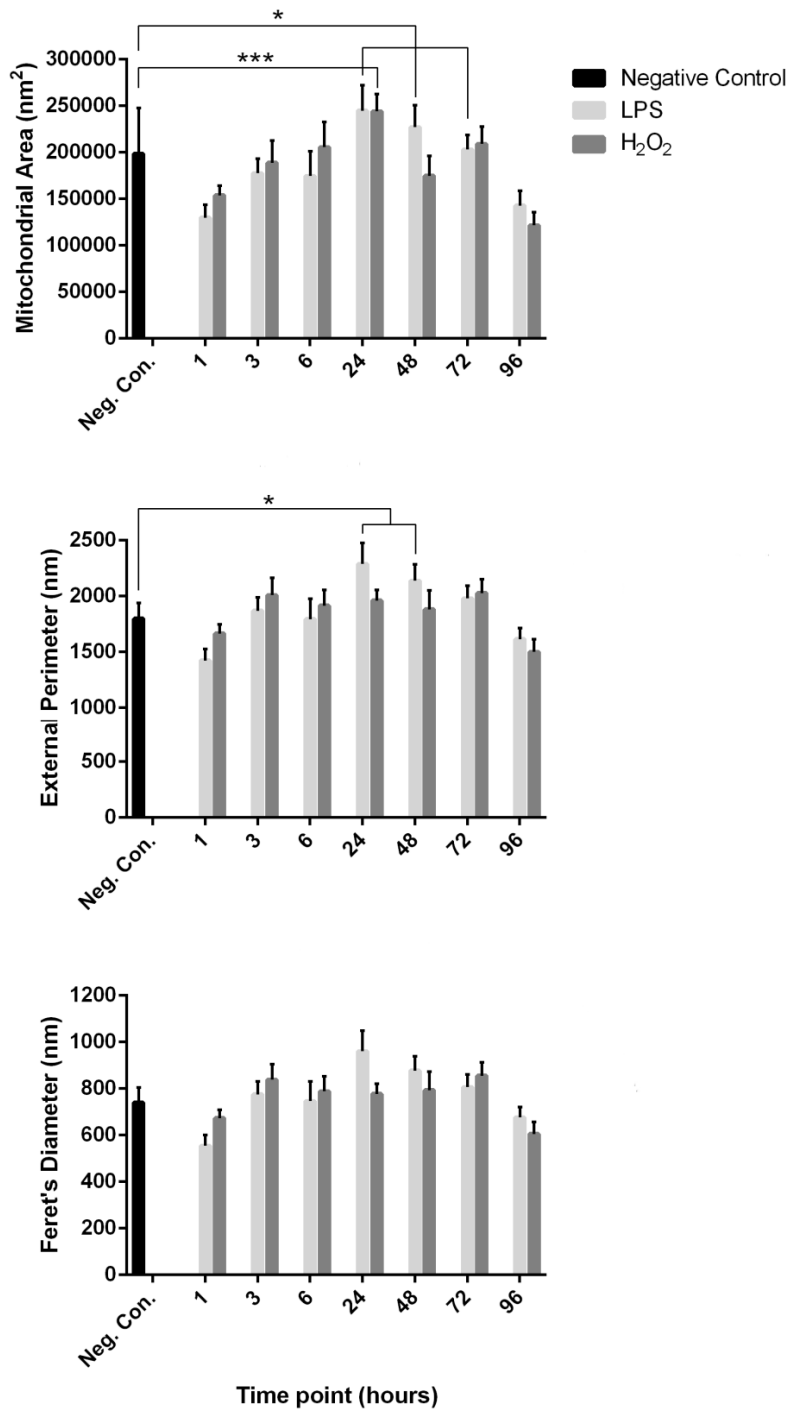 *
***
Negative Control
LPS
H₂O₂
Mitochondrial Area (nm²)
300000
250000
200000
150000
100000
50000
0
Neg. Con. 1 3 6 24 48 72 96
*
External Perimeter (nm)
2500
2000
1500
1000
500
0
Neg. Con. 1 3 6 24 48 72 96
Feret's Diameter (nm)
1200
1000
800
600
400
200
0
Neg. Con. 1 3 6 24 48 72 96
Time point (hours)